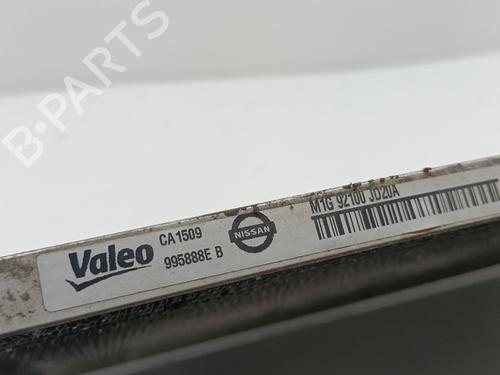 B-PARTS
Valeo
CA1509
995888E B
NISSAN
M1G 92100 JD20A